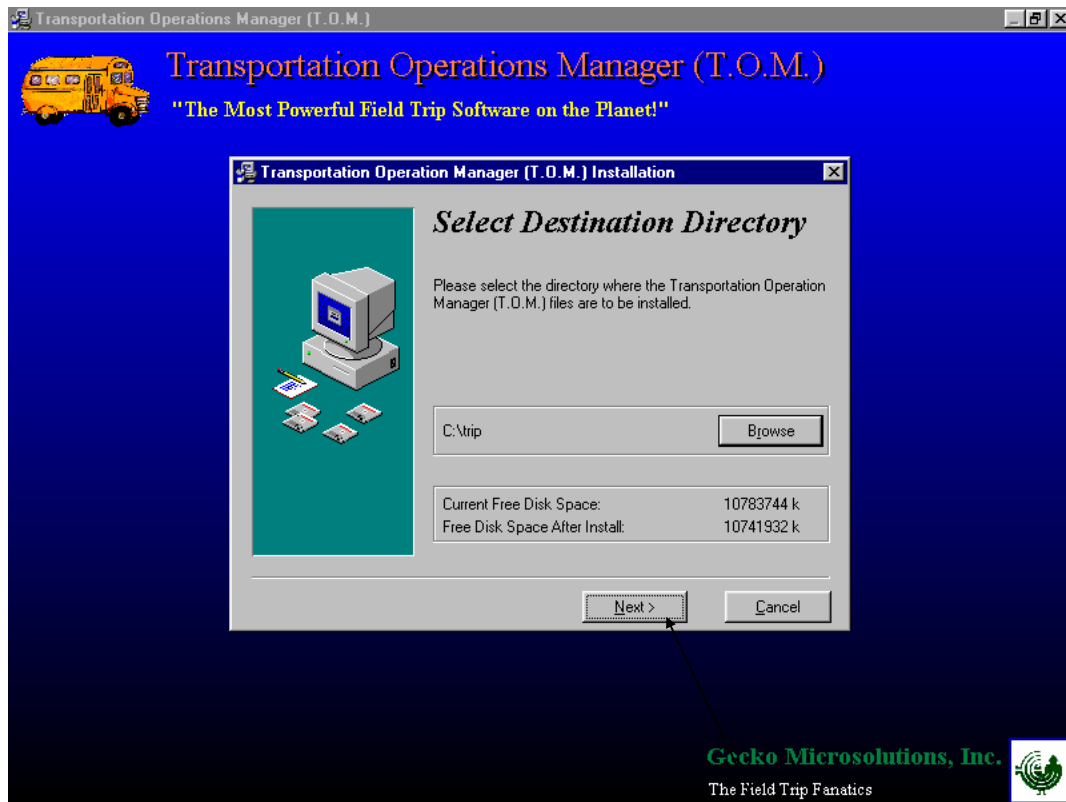 Transportation Operations Manager (T.O.M.)
Transportation Operations Manager (T.O.M.)
"The Most Powerful Field Trip Software on the Planet!"
Transportation Operation Manager (T.O.M.) Installation
Select Destination Directory
Please select the directory where the Transportation Operation
Manager (T.O.M.) files are to be installed.
C:\trip
Browse
Current Free Disk Space: 10783744 k
Free Disk Space After Install: 10741932 k
Next >
Cancel
Gecko Microsolutions, Inc.
The Field Trip Fanatics